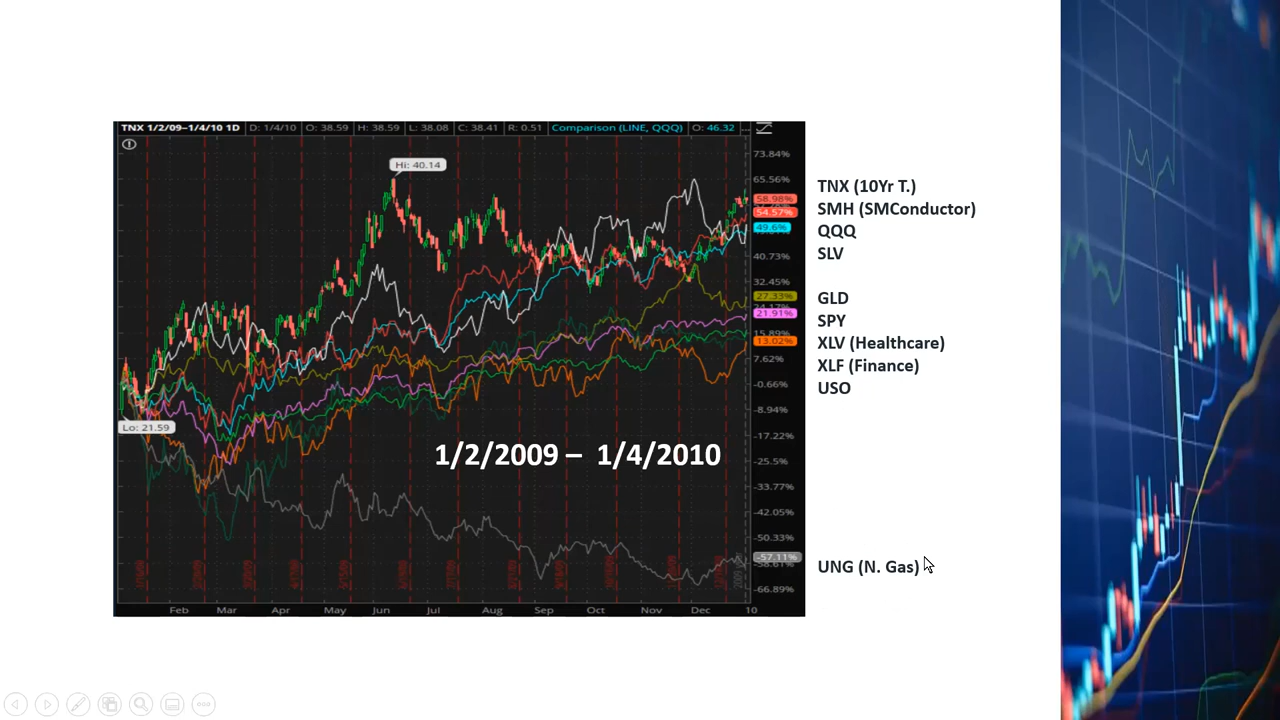 TNX 1/2/09–1/4/10 1D D: 1/4/10 O: 38.59 H: 38.59 L: 38.08 C: 38.41 R: 0.51 Comparison (LINE, QQQ) O: 46.32 ...
Hi: 40.14
Lo: 21.59
73.84%
65.56%
58.98%
54.57%
49.6%
40.73%
32.45%
27.33%
24.17%
21.91%
15.89%
13.02%
7.62%
-0.66%
-8.94%
-17.22%
-25.5%
-33.77%
-42.05%
-50.33%
-57.11%
-58.61%
-66.89%
1/2/2009 – 1/4/2010
Feb Mar Apr May Jun Jul Aug Sep Oct Nov Dec 10
TNX (10Yr T.)
SMH (SMConductor)
QQQ
SLV
GLD
SPY
XLV (Healthcare)
XLF (Finance)
USO
UNG (N. Gas)